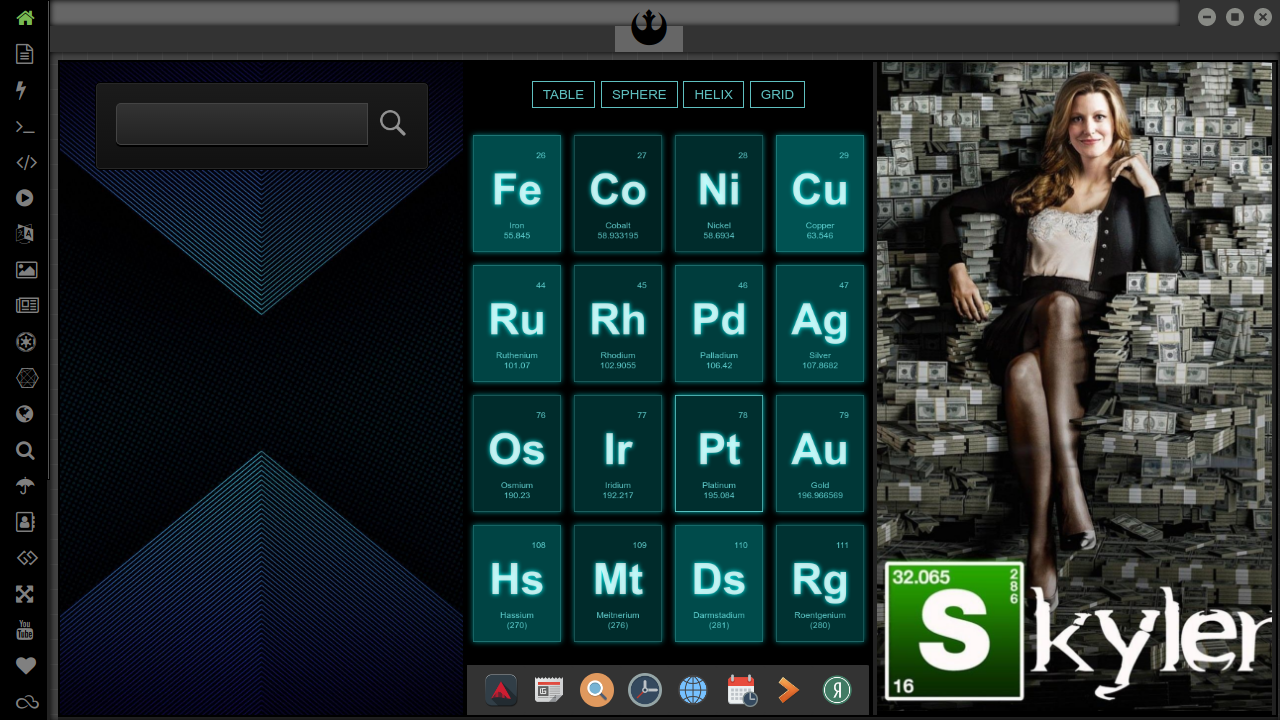 TABLE SPHERE HELIX GRID
26 27 28 29
Fe Co Ni Cu
Iron Cobalt Nickel Copper
55.845 58.933195 58.6934 63.546
44 45 46 47
Ru Rh Pd Ag
Ruthenium Rhodium Palladium Silver
101.07 102.9055 106.42 107.8682
76 77 78 79
Os Ir Pt Au
Osmium Iridium Platinum Gold
190.23 192.217 195.084 196.966569
108 109 110 111
Hs Mt Ds Rg
Hassium Meitnerium Darmstadium Roentgenium
(270) (276) (281) (280)
32.065 2
8
6
Skyler
16
You
Tube
Я